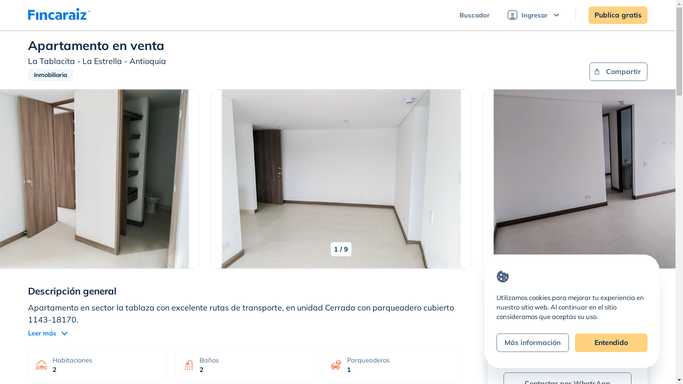 Fincaraiz
Buscador
Ingresar
Publica gratis
Apartamento en venta
La Tablacita - La Estrella - Antioquia
Inmobiliaria
Compartir
1 / 9
Descripción general
Apartamento en sector la tablaza con excelente rutas de transporte, en unidad Cerrada con parqueadero cubierto
1143-18170.
Leer más
Habitaciones
2
Baños
2
Parqueaderos
1
Utilizamos cookies para mejorar tu experiencia en
nuestro sitio web. Al continuar en el sitio
consideramos que aceptas su uso.
Más información
Entendido
Contactar por WhatsApp